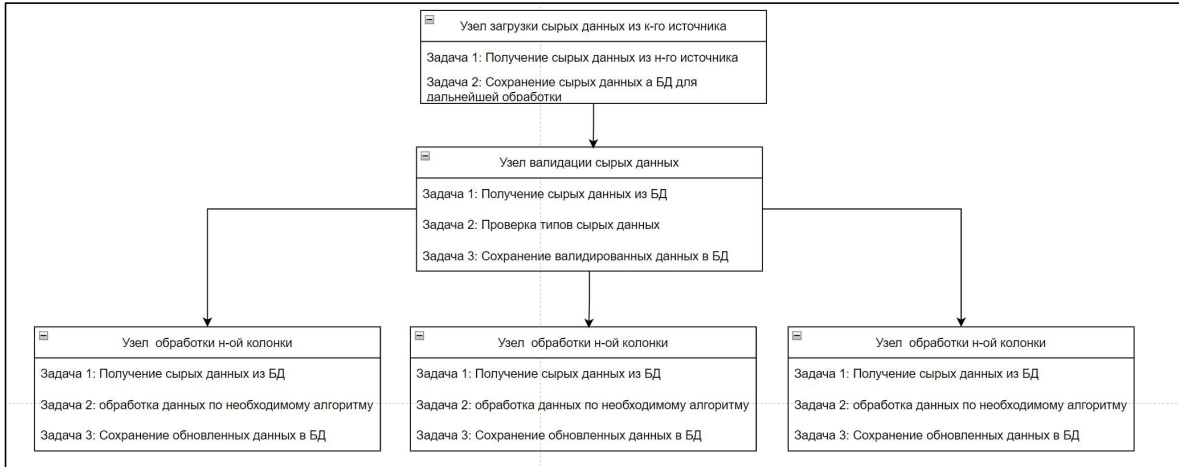 Узел загрузки сырых данных из к-го источника
Задача 1: Получение сырых данных из н-го источника
Задача 2: Сохранение сырых данных а БД для
дальнейшей обработки
Узел валидации сырых данных
Задача 1: Получение сырых данных из БД
Задача 2: Проверка типов сырых данных
Задача 3: Сохранение валидированных данных в БД
Узел обработки н-ой колонки
Задача 1: Получение сырых данных из БД
Задача 2: обработка данных по необходимому алгоритму
Задача 3: Сохранение обновленных данных в БД
Узел обработки н-ой колонки
Задача 1: Получение сырых данных из БД
Задача 2: обработка данных по необходимому алгоритму
Задача 3: Сохранение обновленных данных в БД
Узел обработки н-ой колонки
Задача 1: Получение сырых данных из БД
Задача 2: обработка данных по необходимому алгоритму
Задача 3: Сохранение обновленных данных в БД